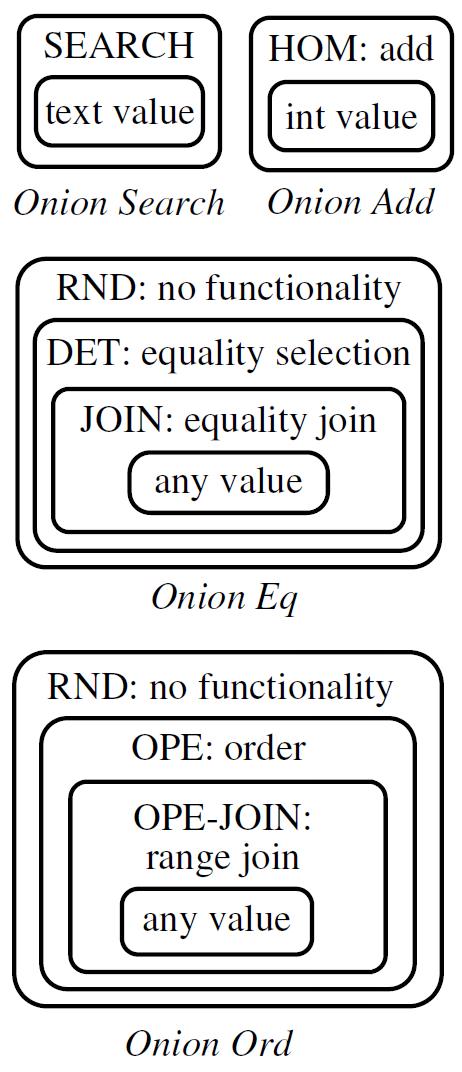 SEARCH
text value
Onion Search
HOM: add
int value
Onion Add
RND: no functionality
DET: equality selection
JOIN: equality join
any value
Onion Eq
RND: no functionality
OPE: order
OPE-JOIN:
range join
any value
Onion Ord